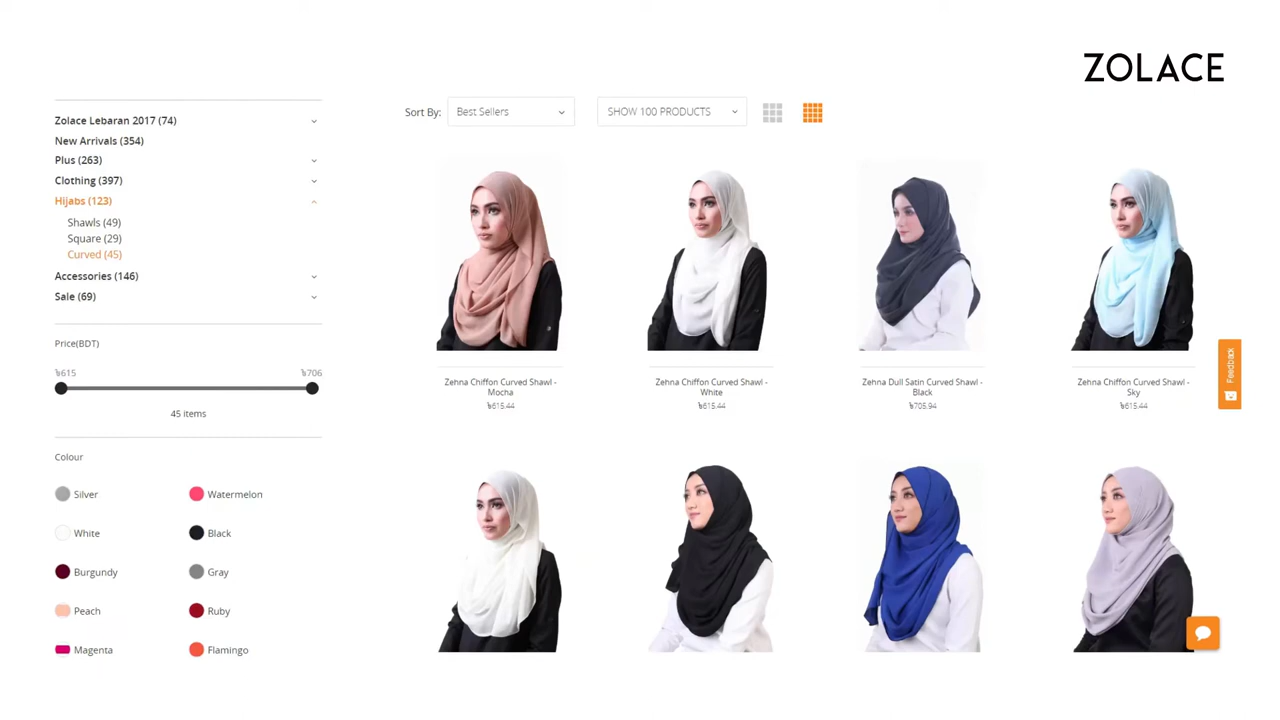 ZOLACE
Zolace Lebaran 2017 (74)
New Arrivals (354)
Plus (263)
Clothing (397)
Hijabs (123)
Shawls (49)
Square (29)
Curved (45)
Accessories (146)
Sale (69)
Price(BDT)
৳615 ৳706
45 items
Colour
Silver Watermelon
White Black
Burgundy Gray
Peach Ruby
Magenta Flamingo
Sort By: Best Sellers SHOW 100 PRODUCTS
Zehna Chiffon Curved Shawl -
Mocha
৳615.44
Zehna Chiffon Curved Shawl -
White
৳615.44
Zehna Dull Satin Curved Shawl -
Black
৳705.94
Zehna Chiffon Curved Shawl -
Sky
৳615.44
Feedback